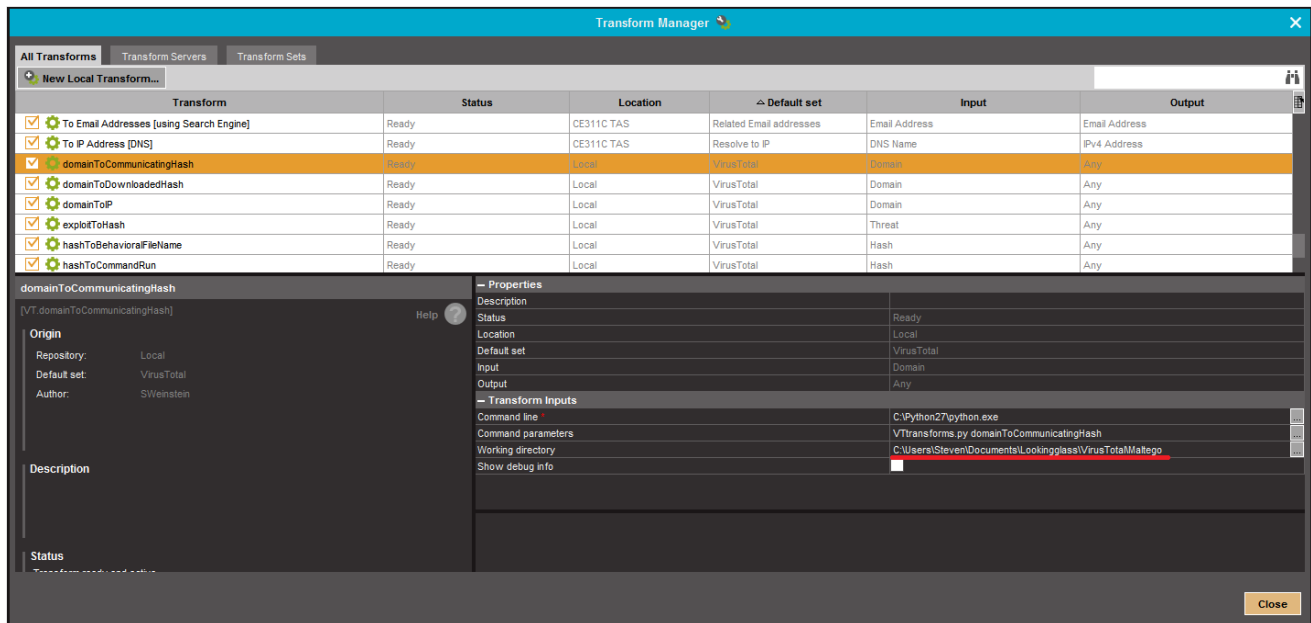 Transform Manager
All Transforms Transform Servers Transform Sets
New Local Transform...
Transform Status Location Default set Input Output
To Email Addresses [using Search Engine] Ready CE311C TAS Related Email addresses Email Address Email Address
To IP Address [DNS] Ready CE311C TAS Resolve to IP DNS Name IPv4 Address
domainToCommunicatingHash Ready Local VirusTotal Domain Any
domainToDownloadedHash Ready Local VirusTotal Domain Any
domainToIP Ready Local VirusTotal Domain Any
exploitToHash Ready Local VirusTotal Threat Any
hashToBehavioralFileName Ready Local VirusTotal Hash Any
hashToCommandRun Ready Local VirusTotal Hash Any
domainToCommunicatingHash
[VT.domainToCommunicatingHash]
Help ?
Origin
Repository: Local
Default set: VirusTotal
Author: SWeinstein
Description
Status
Transform ready and active
Properties
Description
Status Ready
Location Local
Default set VirusTotal
Input Domain
Output Any
Transform Inputs
Command line * C:\Python27\python.exe ...
Command parameters VTtransforms.py domainToCommunicatingHash ...
Working directory C:\Users\Steven\Documents\Lookingglass\VirusTotal\Maltego ...
Show debug info
Close